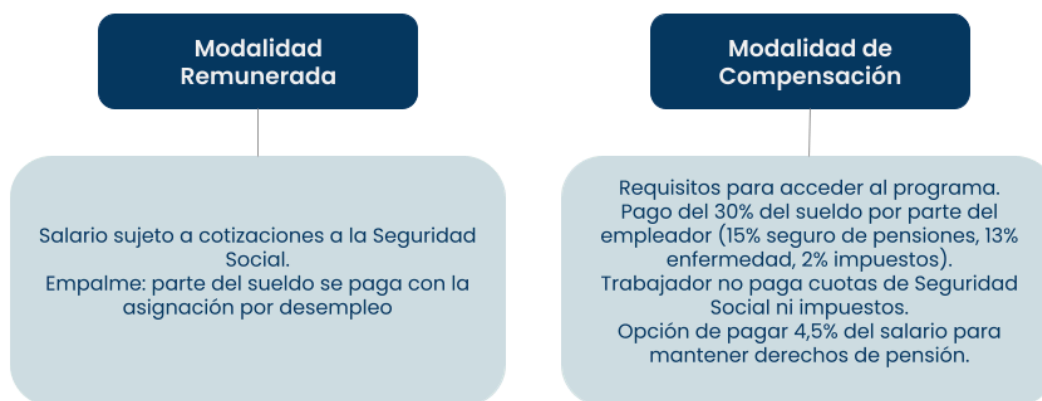 Modalidad
Remunerada
Salario sujeto a cotizaciones a la Seguridad
Social.
Empalme: parte del sueldo se paga con la
asignación por desempleo
Modalidad de
Compensación
Requisitos para acceder al programa.
Pago del 30% del sueldo por parte del
empleador (15% seguro de pensiones, 13%
enfermedad, 2% impuestos).
Trabajador no paga cuotas de Seguridad
Social ni impuestos.
Opción de pagar 4,5% del salario para
mantener derechos de pensión.